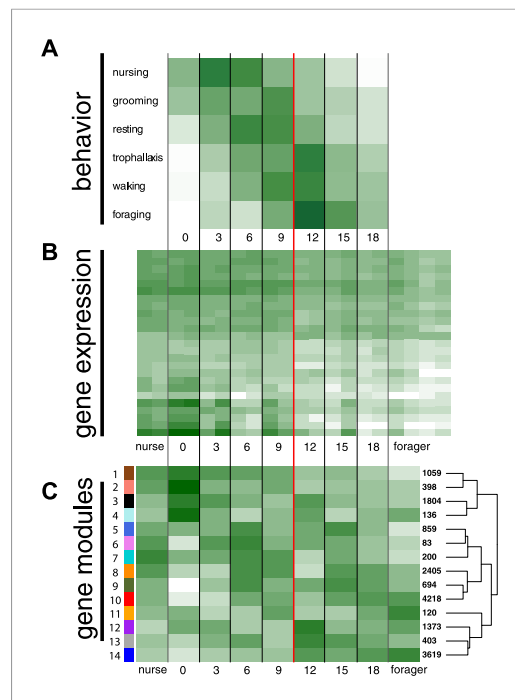 A
behavior
nursing
grooming
resting
trophallaxis
walking
foraging
0 3 6 9 12 15 18
B
gene expression
nurse 0 3 6 9 12 15 18 forager
C
gene modules
1 1059
2 398
3 1804
4 136
5 859
6 83
7 200
8 2405
9 694
10 4218
11 120
12 1373
13 403
14 3619
nurse 0 3 6 9 12 15 18 forager